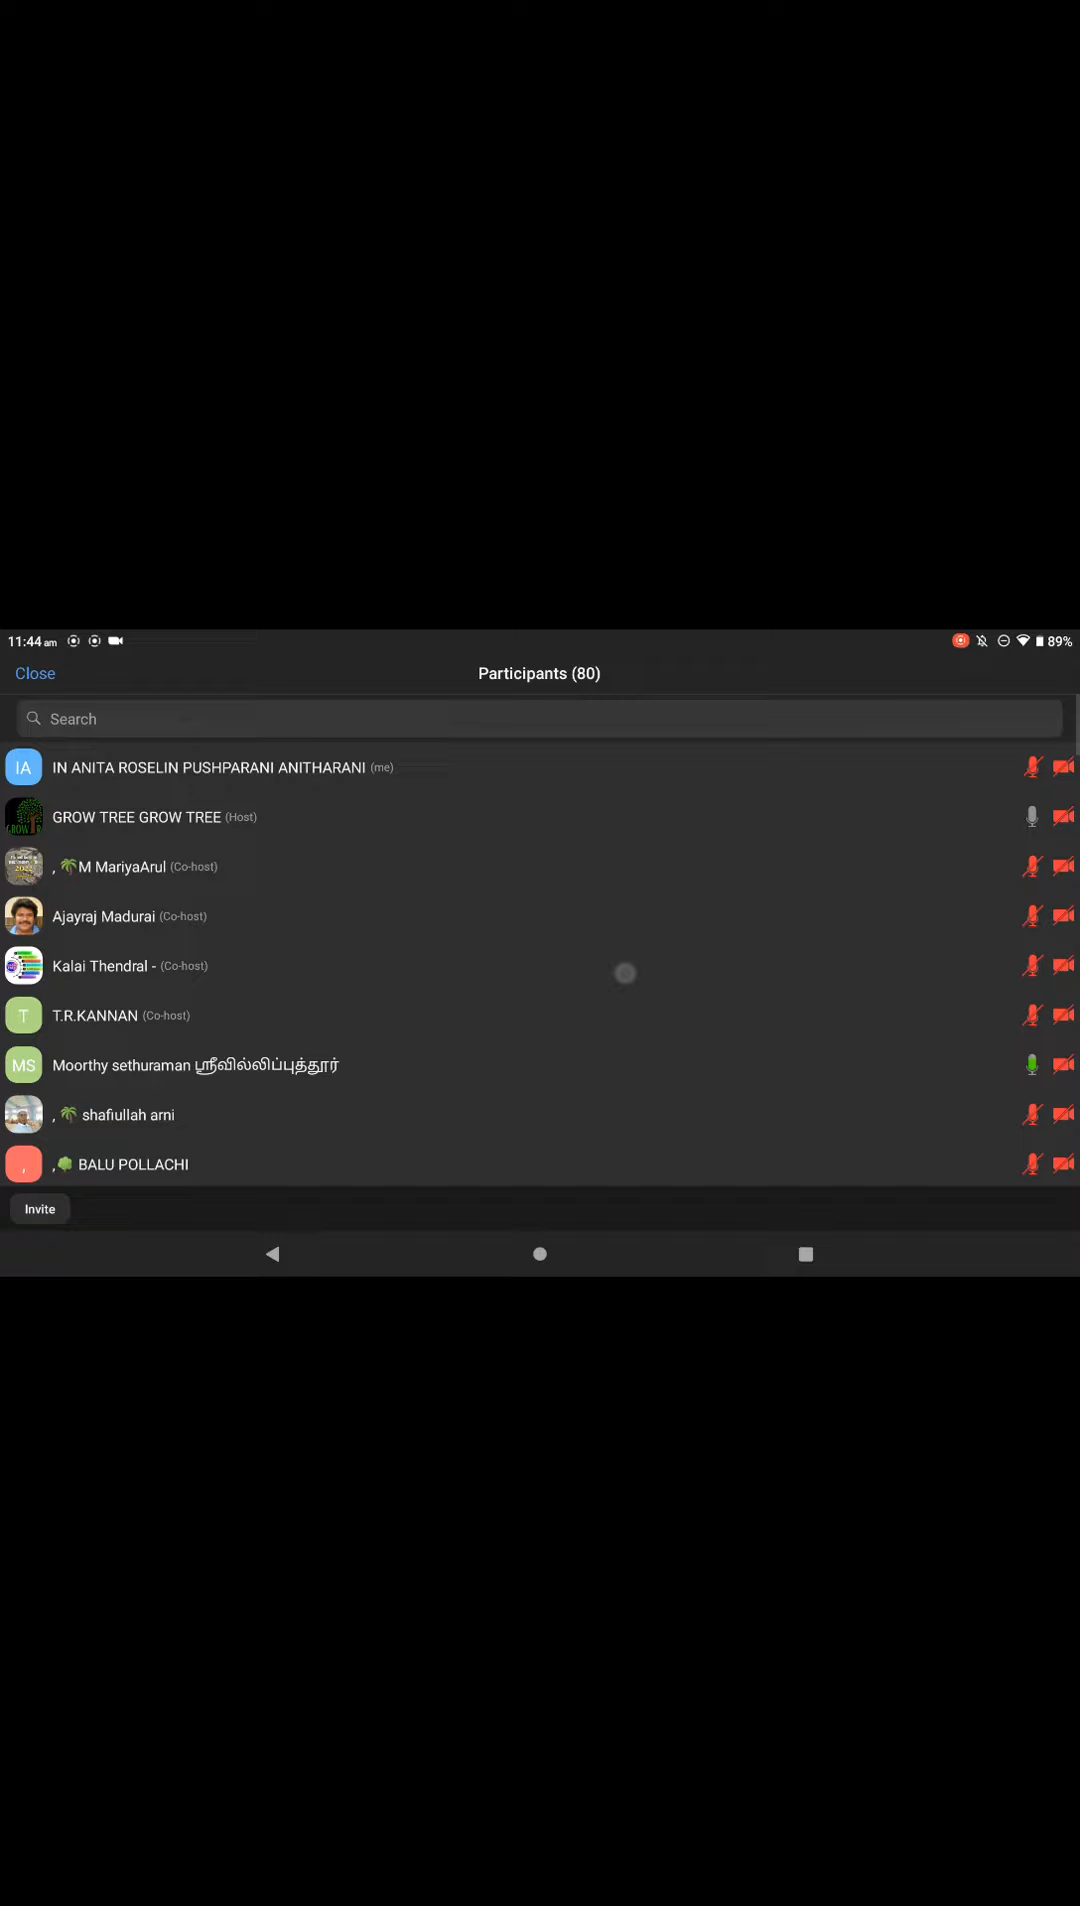 11:44 am 89%
Close Participants (80)
Search
IA IN ANITA ROSELIN PUSHPARANI ANITHARANI (me)
GROW TREE GROW TREE (Host)
, 🌴M MariyaArul (Co-host)
Ajayraj Madurai (Co-host)
Kalai Thendral - (Co-host)
T T.R.KANNAN (Co-host)
MS Moorthy sethuraman ஸ்ரீவில்லிப்புத்தூர்
, 🌴 shafiullah arni
, ,🌳 BALU POLLACHI
Invite